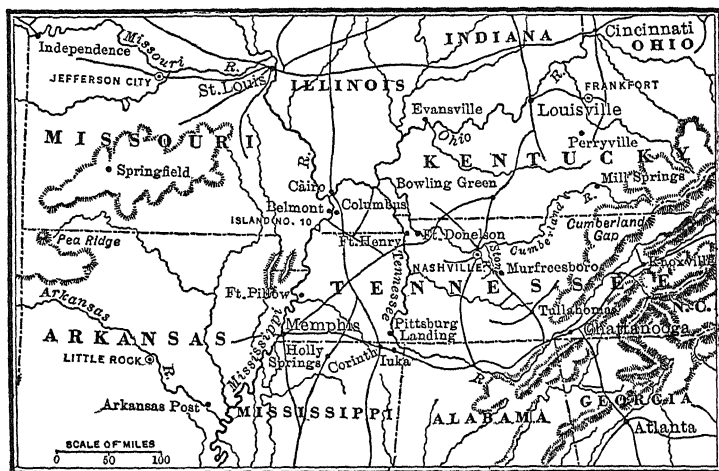 Cincinnati
INDIANA
OHIO
Independence
Missouri
R.
JEFFERSON CITY
St. Louis
ILLINOIS
R.
FRANKFORT
Evansville
Louisville
Ohio
Perryville
MISSOURI
Springfield
R.
KENTUCK
Mill Springs
Cairo
Bowling Green
Belmont
Columbus
ISLAND NO. 10
Cumberland
R.
Cumberland
Gap
Pea Ridge
Ft. Henry
Ft. Donelson
NASHVILLE
Stone
Murfreesboro
Knoxville
Arkansas
Ft. Pillow
Tennessee
TENNESSEE
N.C.
Tullahoma
ARKANSAS
Mississippi
Memphis
Pittsburg
Landing
Chattanooga
LITTLE ROCK
R.
Holly
Springs
Corinth
Iuka
R.
Arkansas Post
MISSISSIPPI
ALABAMA
GEORGIA
Atlanta
SCALE OF MILES
0 50 100